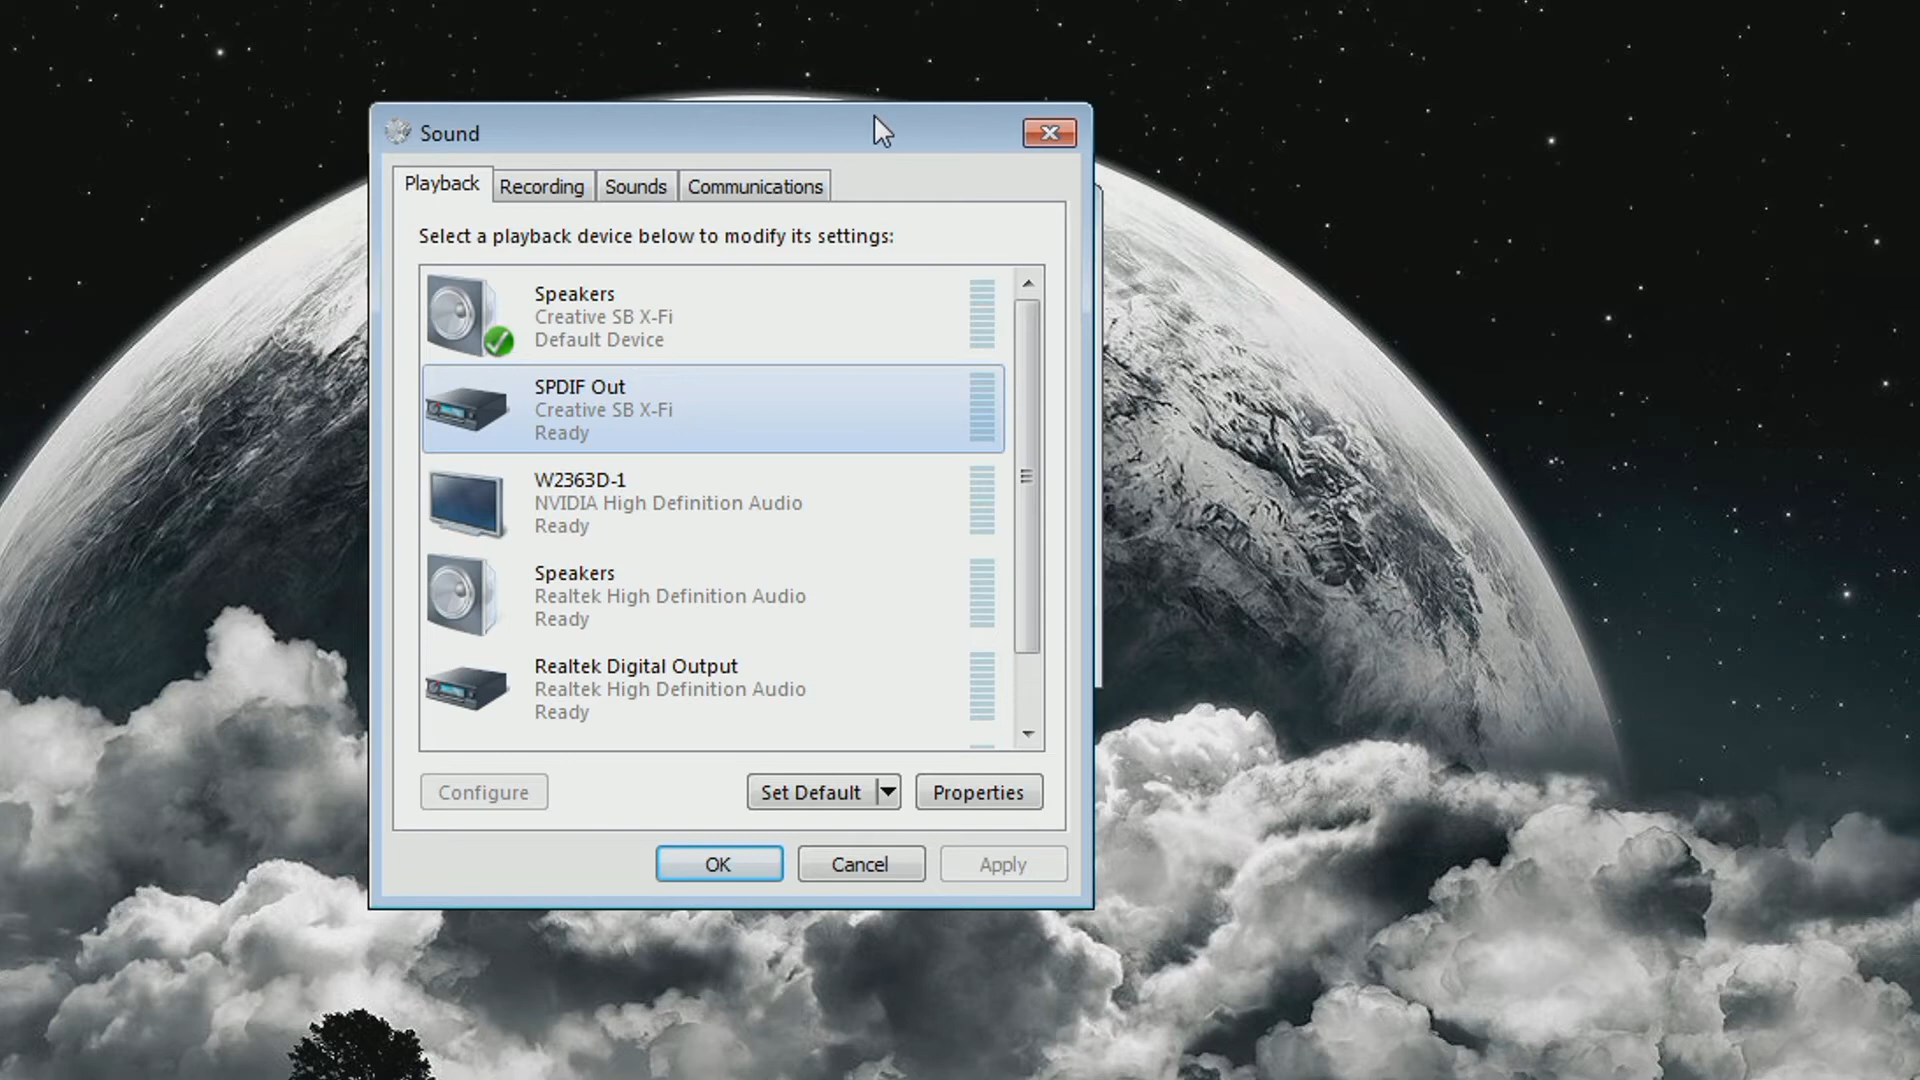 Sound
Playback
Recording
Sounds
Communications
Select a playback device below to modify its settings:
Speakers
Creative SB X-Fi
Default Device
SPDIF Out
Creative SB X-Fi
Ready
W2363D-1
NVIDIA High Definition Audio
Ready
Speakers
Realtek High Definition Audio
Ready
Realtek Digital Output
Realtek High Definition Audio
Ready
Configure
Set Default
Properties
OK
Cancel
Apply